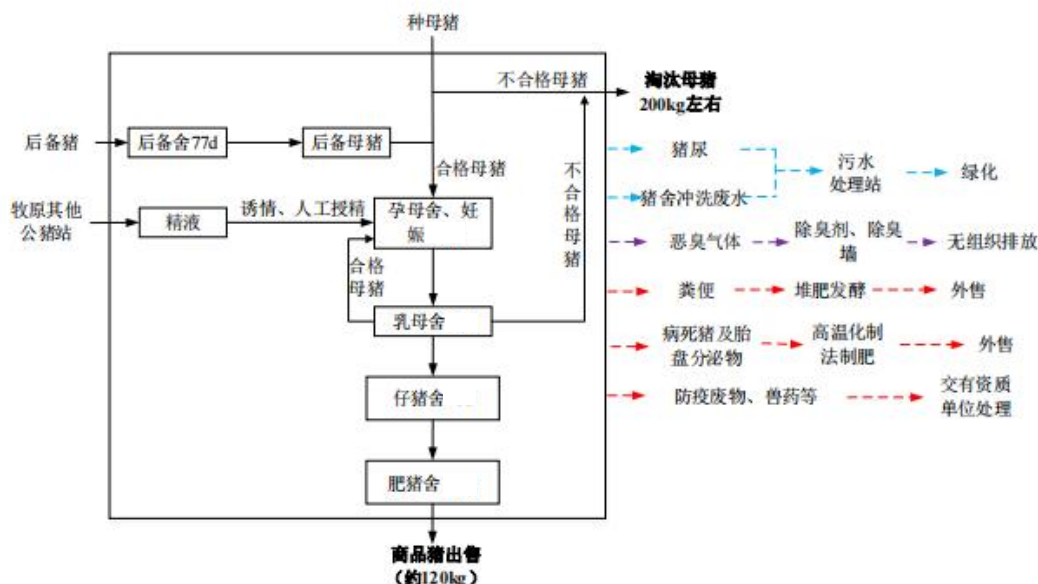 种母猪
不合格母猪
淘汰母猪
200kg左右
后备猪
后备舍77d
后备母猪
合格母猪
不合格母猪
猪尿
污水
处理站
绿化
猪舍冲洗废水
牧原其他
公猪站
精液
诱情、人工授精
孕母舍、妊
娠
恶臭气体
除臭剂、除臭
墙
无组织排放
合格
母猪
粪便
堆肥发酵
外售
乳母舍
病死猪及胎
盘分泌物
高温化制
法制肥
外售
仔猪舍
防疫废物、兽药等
交有资质
单位处理
肥猪舍
商品猪出售
（约120kg）